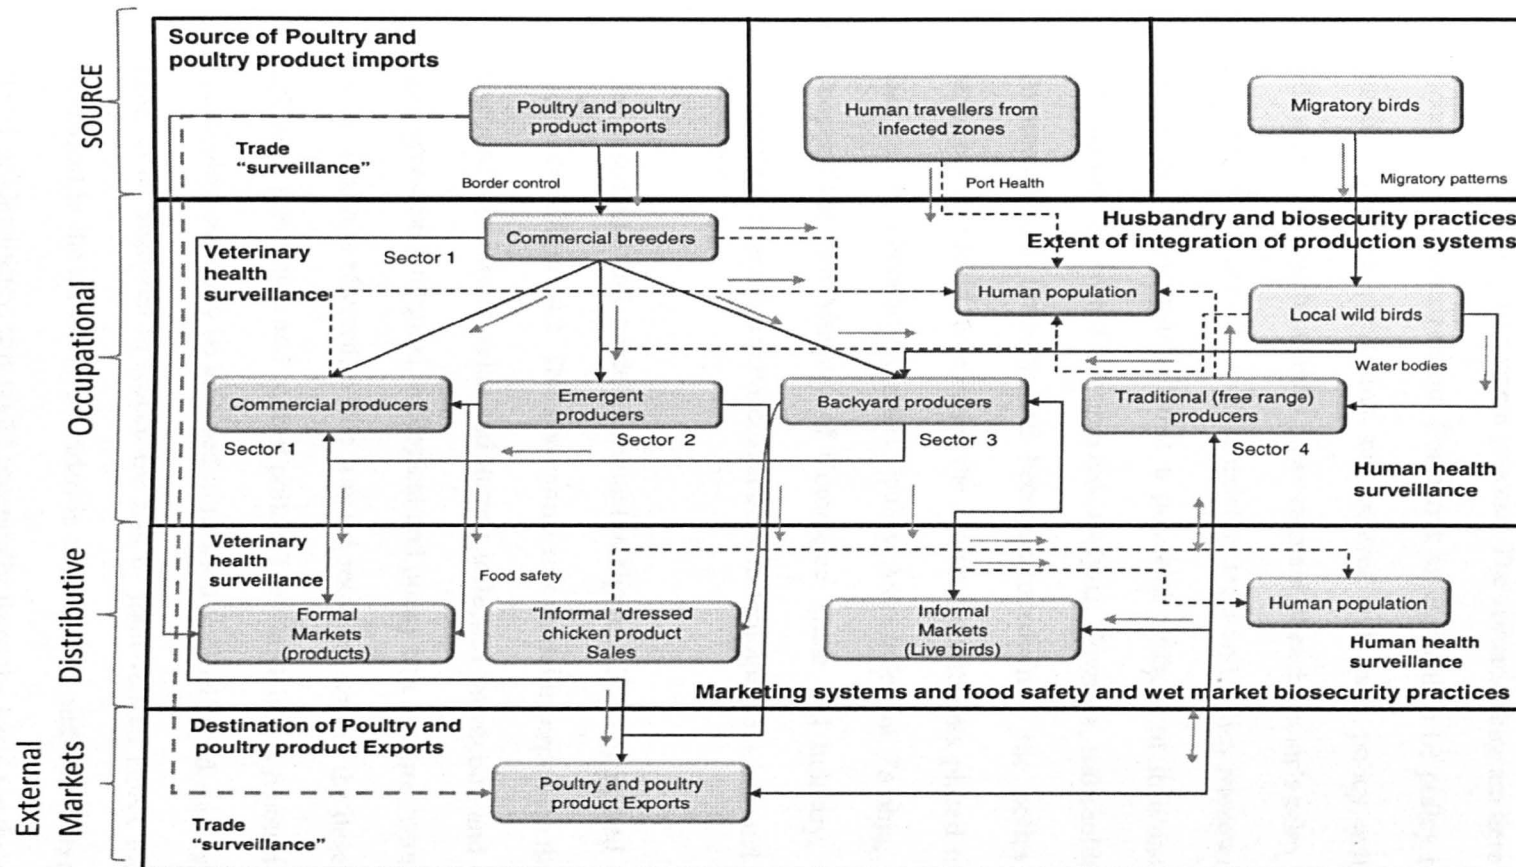 SOURCE
Source of Poultry and
poultry product imports
Poultry and poultry
product imports
Human travellers from
infected zones
Migratory birds
Trade
“surveillance”
Border control
Port Health
Migratory patterns
Occupational
Husbandry and biosecurity practices
Extent of integration of production systems
Commercial breeders
Sector 1
Veterinary
health
surveillance
Human population
Local wild birds
Water bodies
Commercial producers
Sector 1
Emergent
producers
Sector 2
Backyard producers
Sector 3
Traditional (free range)
producers
Sector 4
Human health
surveillance
Distributive
Veterinary
health
surveillance
Food safety
Formal
Markets
(products)
“Informal “dressed
chicken product
Sales
Informal
Markets
(Live birds)
Human population
Human health
surveillance
Marketing systems and food safety and wet market biosecurity practices
External
Markets
Destination of Poultry and
poultry product Exports
Poultry and poultry
product Exports
Trade
“surveillance”